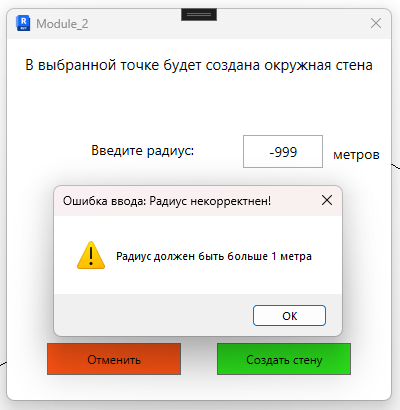 Module_2
В выбранной точке будет создана окружная стена
Введите радиус:
-999
метров
Ошибка ввода: Радиус некорректнен!
Радиус должен быть больше 1 метра
ОК
Отменить
Создать стену